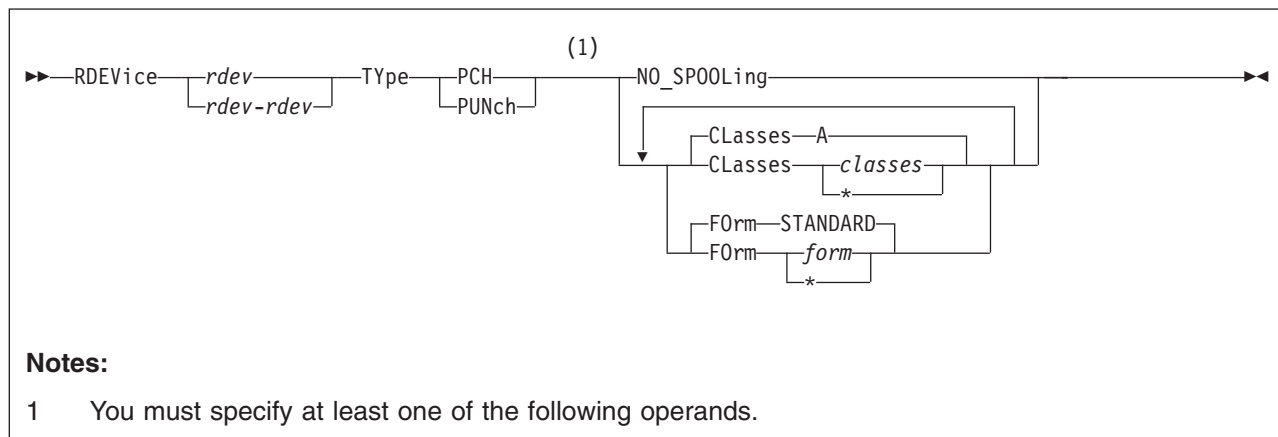 (1)
RDEVice rdev TYpe PCH NO_SPOOLing
rdev-rdev PUNch
CLasses A
CLasses classes
*
FOrm STANDARD
FOrm form
*
Notes:
1 You must specify at least one of the following operands.